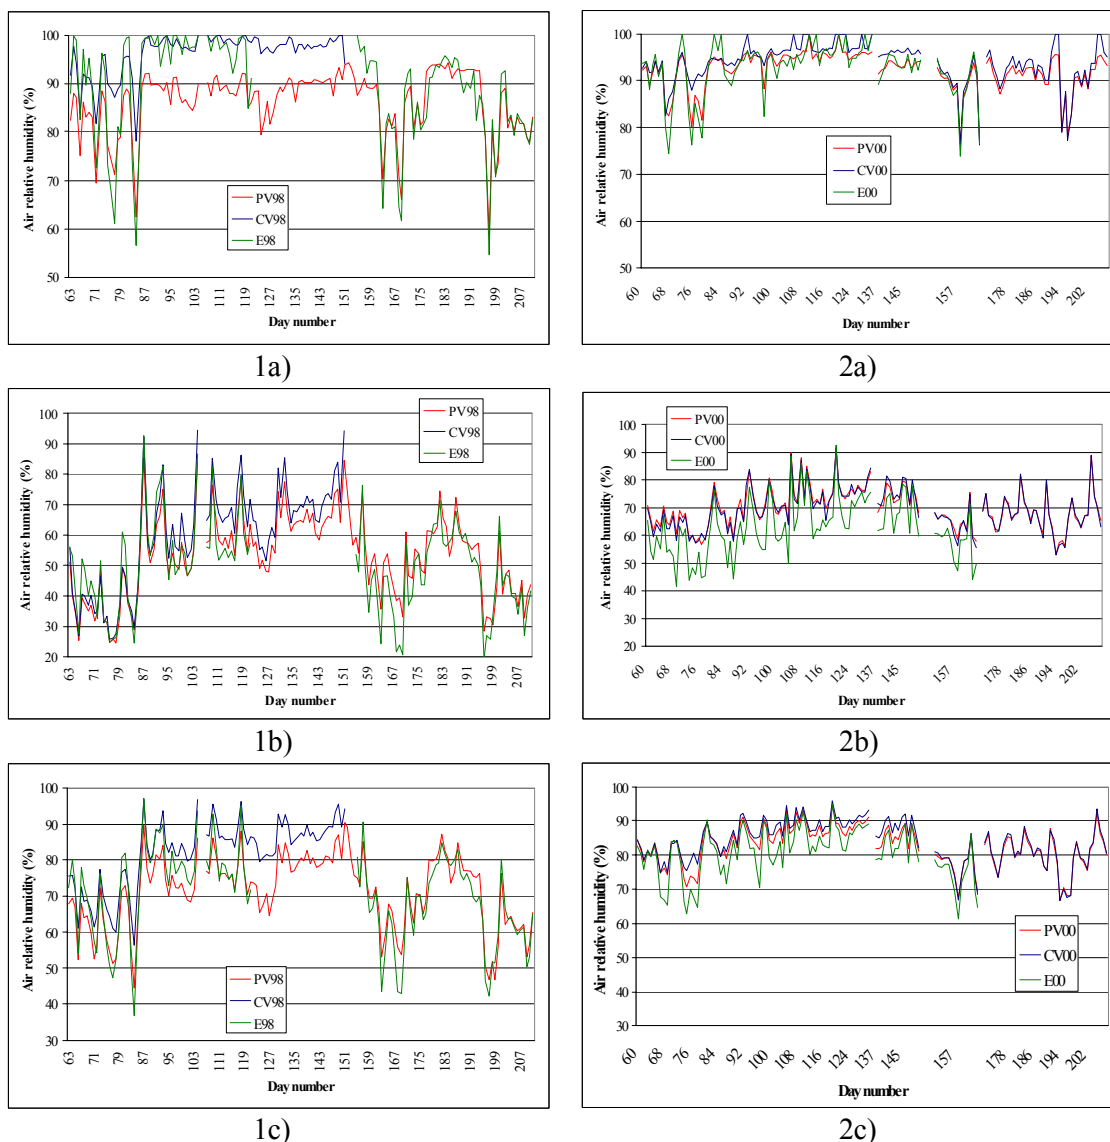 Air relative humidity (%)
100
90
80
70
60
50
63 71 79 87 95 103 111 119 127 135 143 151 159 167 175 183 191 199 207
Day number
PV98
CV98
E98
1a)
Air relative humidity (%)
100
90
80
70
60
50
60 68 76 84 92 100 108 116 124 137 145 157 178 186 194 202
Day number
PV00
CV00
E00
2a)
Air relative humidity (%)
100
90
80
70
60
50
40
30
20
63 71 79 87 95 103 111 119 127 135 143 151 159 167 175 183 191 199 207
Day number
PV98
CV98
E98
1b)
Air relative humidity (%)
100
90
80
70
60
50
40
30
20
60 68 76 84 92 100 108 116 124 137 145 157 178 186 194 202
Day number
PV00
CV00
E00
2b)
Air relative humidity (%)
100
90
80
70
60
50
40
30
63 71 79 87 95 103 111 119 127 135 143 151 159 167 175 183 191 199 207
Day number
PV98
CV98
E98
1c)
Air relative humidity (%)
100
90
80
70
60
50
40
30
60 68 76 84 92 100 108 116 124 137 145 157 178 186 194 202
Day number
PV00
CV00
E00
2c)